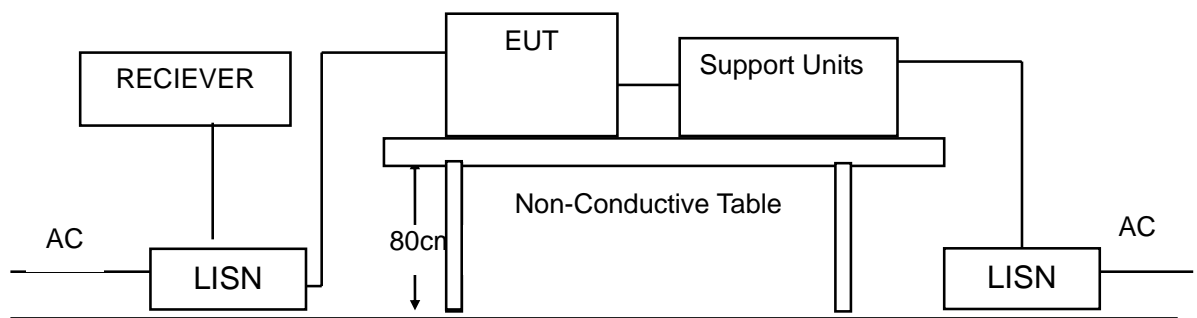 EUT
Support Units
RECIEVER
Non-Conductive Table
AC
80cm
AC
LISN
LISN